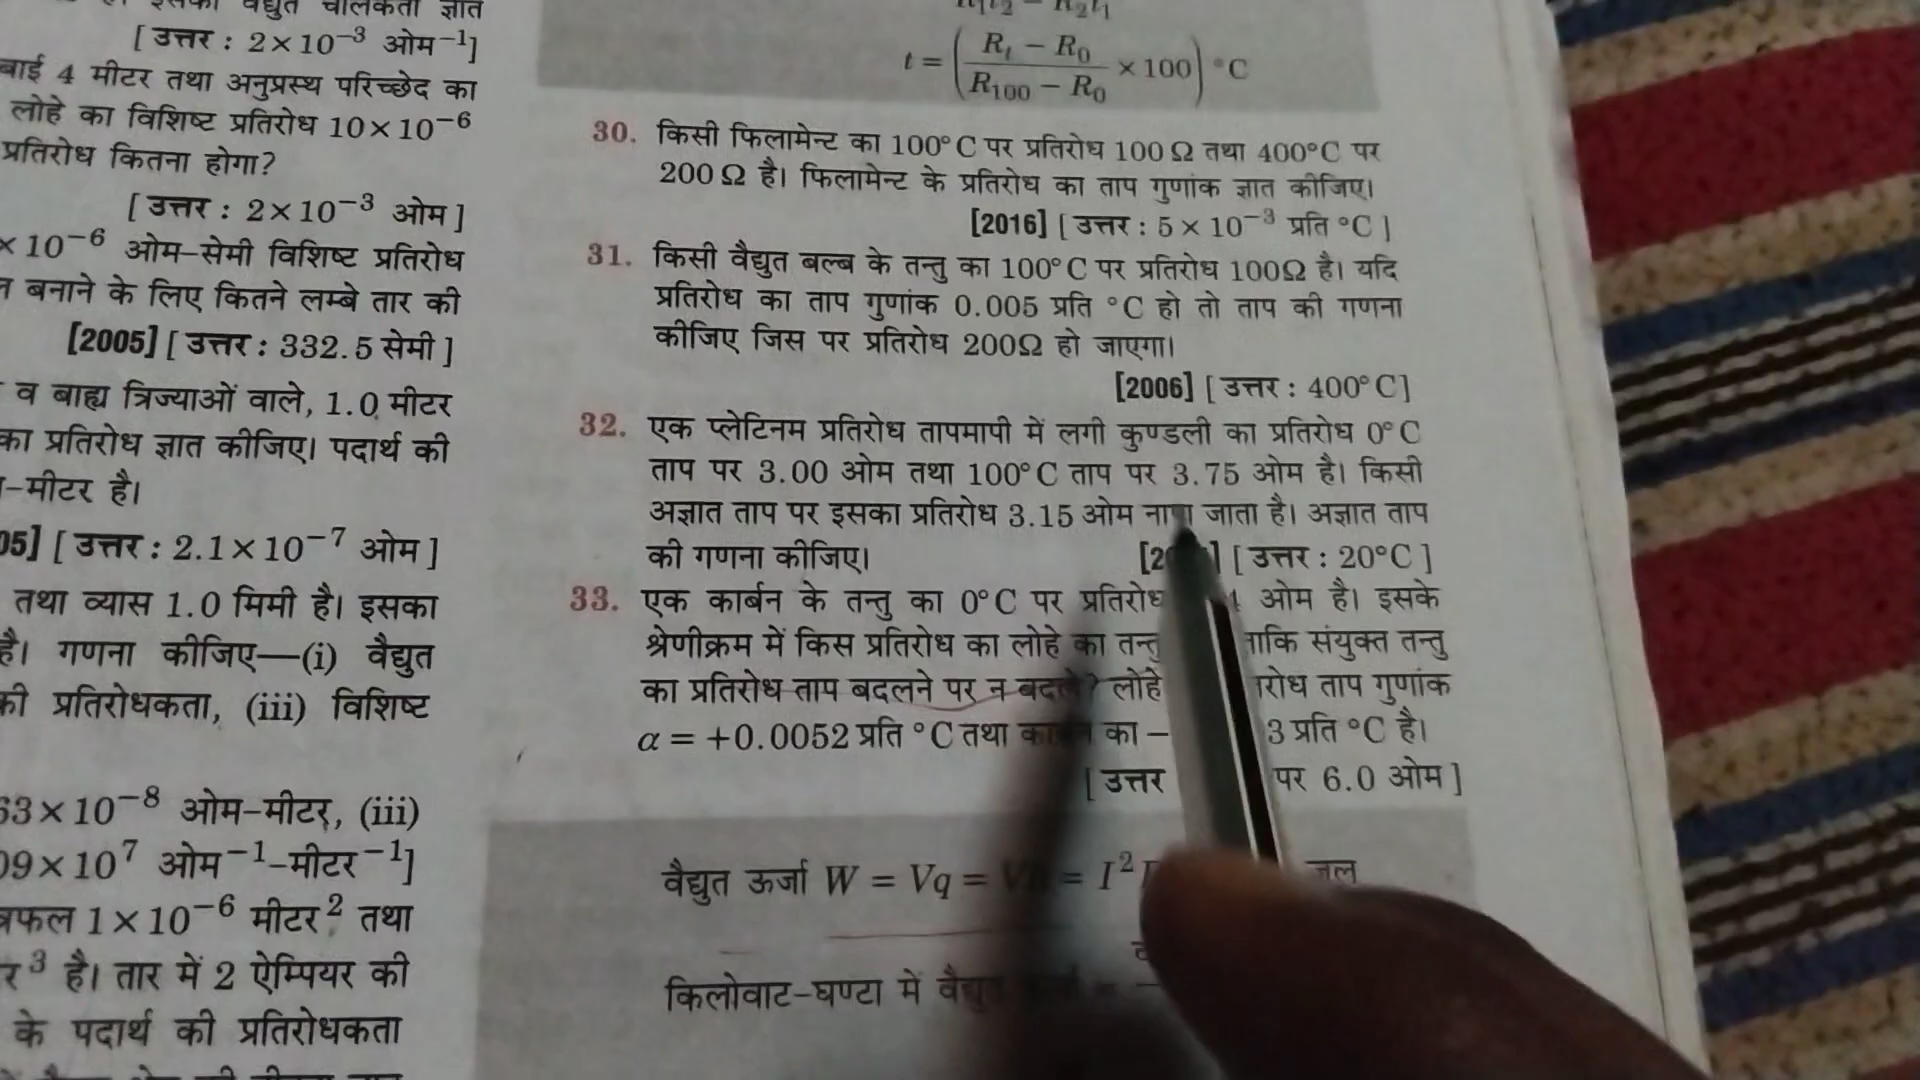 [ उत्तर : 2×10⁻³ ओम⁻¹]
बाई 4 मीटर तथा अनुप्रस्थ परिच्छेद का
लोहे का विशिष्ट प्रतिरोध 10×10⁻⁶
प्रतिरोध कितना होगा?
[ उत्तर : 2×10⁻³ ओम ]
×10⁻⁶ ओम-सेमी विशिष्ट प्रतिरोध
बनाने के लिए कितने लम्बे तार की
[2005] [ उत्तर : 332.5 सेमी ]
व बाह्य त्रिज्याओं वाले, 1.0 मीटर
का प्रतिरोध ज्ञात कीजिए। पदार्थ की
-मीटर है।
05] [ उत्तर : 2.1×10⁻⁷ ओम ]
तथा व्यास 1.0 मिमी है। इसका
है। गणना कीजिए—(i) वैद्युत
की प्रतिरोधकता, (iii) विशिष्ट
63×10⁻⁸ ओम-मीटर, (iii)
09×10⁷ ओम⁻¹-मीटर⁻¹]
त्रफल 1×10⁻⁶ मीटर² तथा
र³ है। तार में 2 ऐम्पियर की
के पदार्थ की प्रतिरोधकता
t = ( (R_t − R_0) / (R_100 − R_0) × 100 ) °C
30. किसी फिलामेन्ट का 100°C पर प्रतिरोध 100 Ω तथा 400°C पर
200 Ω है। फिलामेन्ट के प्रतिरोध का ताप गुणांक ज्ञात कीजिए।
[2016] [ उत्तर : 5 × 10⁻³ प्रति °C ]
31. किसी वैद्युत बल्ब के तन्तु का 100°C पर प्रतिरोध 100Ω है। यदि
प्रतिरोध का ताप गुणांक 0.005 प्रति °C हो तो ताप की गणना
कीजिए जिस पर प्रतिरोध 200Ω हो जाएगा।
[2006] [ उत्तर : 400°C]
32. एक प्लेटिनम प्रतिरोध तापमापी में लगी कुण्डली का प्रतिरोध 0°C
ताप पर 3.00 ओम तथा 100°C ताप पर 3.75 ओम है। किसी
अज्ञात ताप पर इसका प्रतिरोध 3.15 ओम नापा जाता है। अज्ञात ताप
की गणना कीजिए। [ उत्तर : 20°C ]
33. एक कार्बन के तन्तु का 0°C पर प्रतिरोध ओम है। इसके
श्रेणीक्रम में किस प्रतिरोध का लोहे का तन्तु ताकि संयुक्त तन्तु
का प्रतिरोध ताप बदलने पर न बदले? लोहे ताप गुणांक
α = +0.0052 प्रति °C तथा का − 3 प्रति °C है।
[ उत्तर पर 6.0 ओम ]
वैद्युत ऊर्जा W = Vq = = I²
किलोवाट-घण्टा में वैद्युत